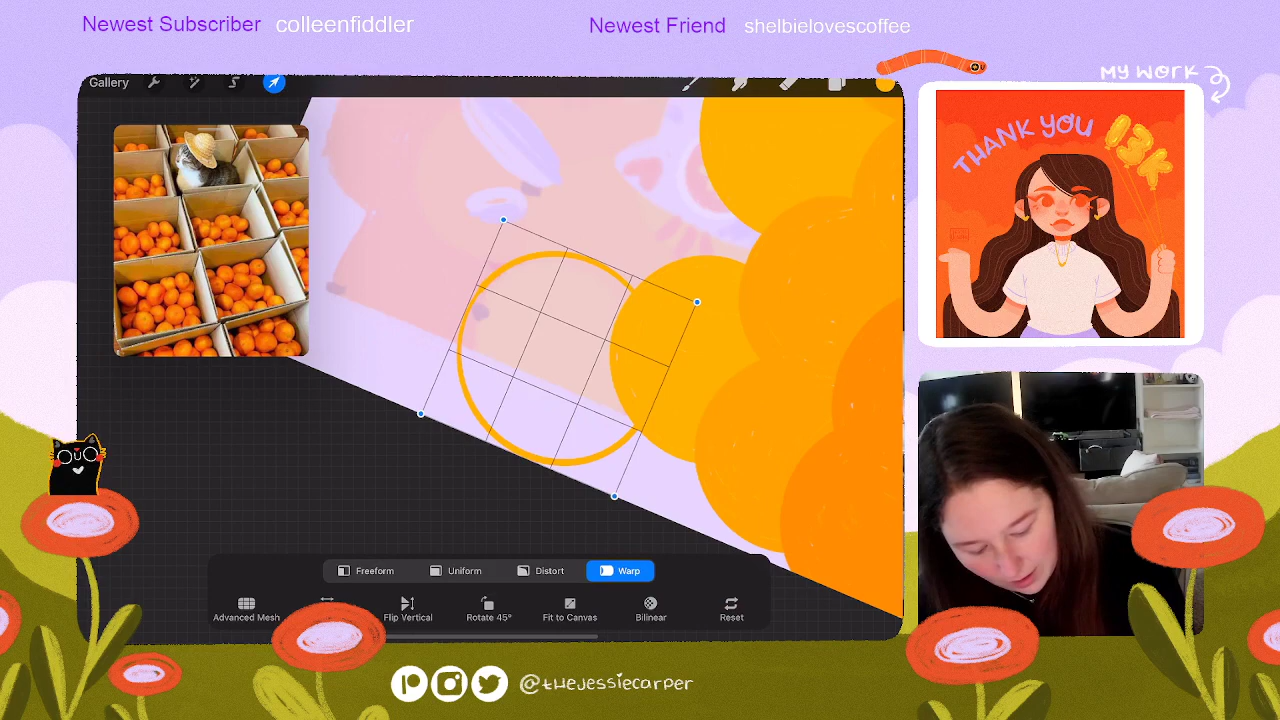 Newest Subscriber colleenfiddler
Newest Friend shelbielovescoffee
MY WORK
Gallery
THANK YOU
13K
Freeform
Uniform
Distort
Warp
Advanced Mesh
Flip Vertical
Rotate 45°
Fit to Canvas
Bilinear
Reset
@theJessiecarper